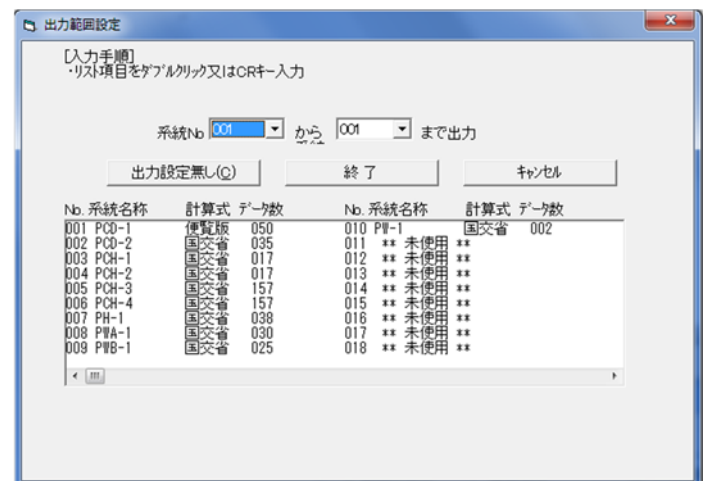 出力範囲設定
[入力手順]
・リスト項目をダブルクリック又はCRキー入力
系統No 001 から 001 まで出力
出力設定無し(C) 終 了 キャンセル
No. 系統名称 計算式 データ数 No. 系統名称 計算式 データ数
001 PCD-1 便覧版 050 010 PW-1 国交省 002
002 PCD-2 国交省 035 011 ** 未使用 **
003 PCH-1 国交省 017 012 ** 未使用 **
004 PCH-2 国交省 017 013 ** 未使用 **
005 PCH-3 国交省 157 014 ** 未使用 **
006 PCH-4 国交省 157 015 ** 未使用 **
007 PH-1 国交省 038 016 ** 未使用 **
008 PWA-1 国交省 030 017 ** 未使用 **
009 PWB-1 国交省 025 018 ** 未使用 **